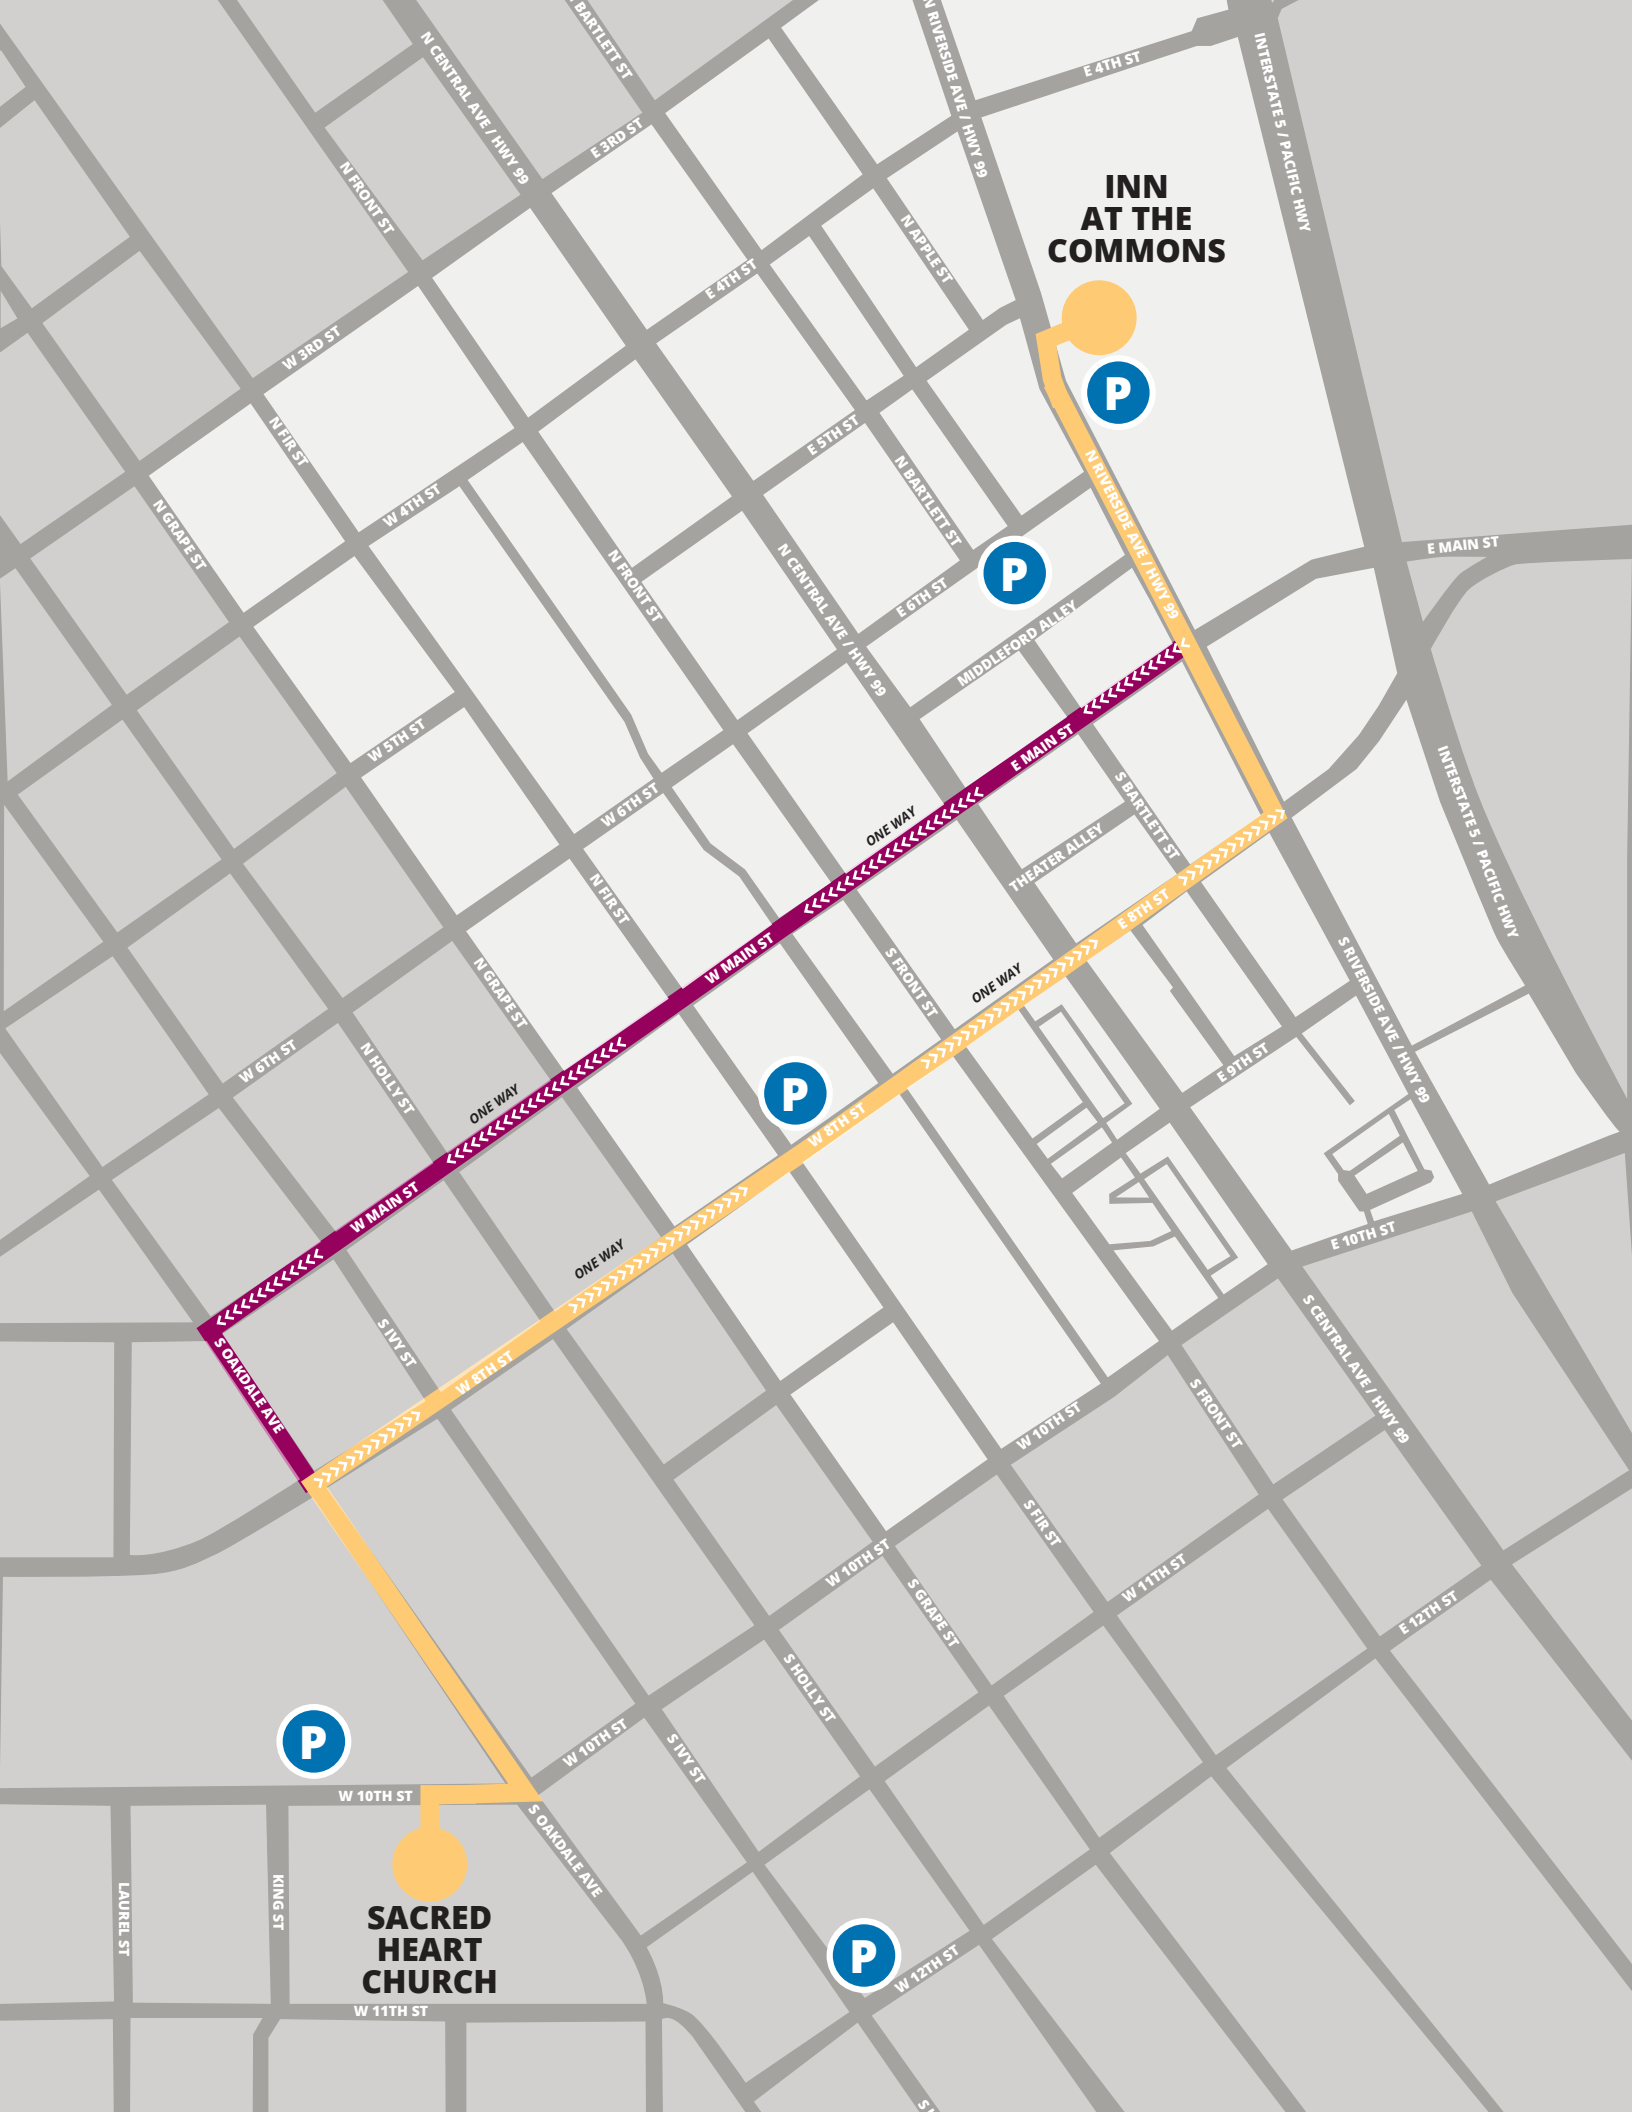 N BARTLETT ST
N RIVERSIDE AVE / HWY 99
N CENTRAL AVE / HWY 99
INTERSTATE 5 / PACIFIC HWY
E 4TH ST
E 3RD ST
N FRONT ST
INN
AT THE
COMMONS
N APPLE ST
E 4TH ST
W 3RD ST
P
N FIR ST
E 5TH ST
W 4TH ST
N GRAPE ST
N BARTLETT ST
N RIVERSIDE AVE / HWY 99
E MAIN ST
P
N FRONT ST
N CENTRAL AVE / HWY 99
E 6TH ST
MIDDLEFORD ALLEY
W 5TH ST
E MAIN ST
INTERSTATE 5 / PACIFIC HWY
W 6TH ST
ONE WAY
S BARTLETT ST
THEATER ALLEY
N FIR ST
E 8TH ST
W MAIN ST
S FRONT ST
ONE WAY
N GRAPE ST
S RIVERSIDE AVE / HWY 99
W 6TH ST
N HOLLY ST
E 9TH ST
ONE WAY
P
W 8TH ST
W MAIN ST
E 10TH ST
ONE WAY
S OAKDALE AVE
S IVY ST
W 8TH ST
S CENTRAL AVE / HWY 99
S FRONT ST
W 10TH ST
S FIR ST
W 10TH ST
W 11TH ST
E 12TH ST
S GRAPE ST
S HOLLY ST
P
W 10TH ST
S IVY ST
W 10TH ST
S OAKDALE AVE
LAUREL ST
KING ST
SACRED
HEART
CHURCH
P
W 12TH ST
W 11TH ST